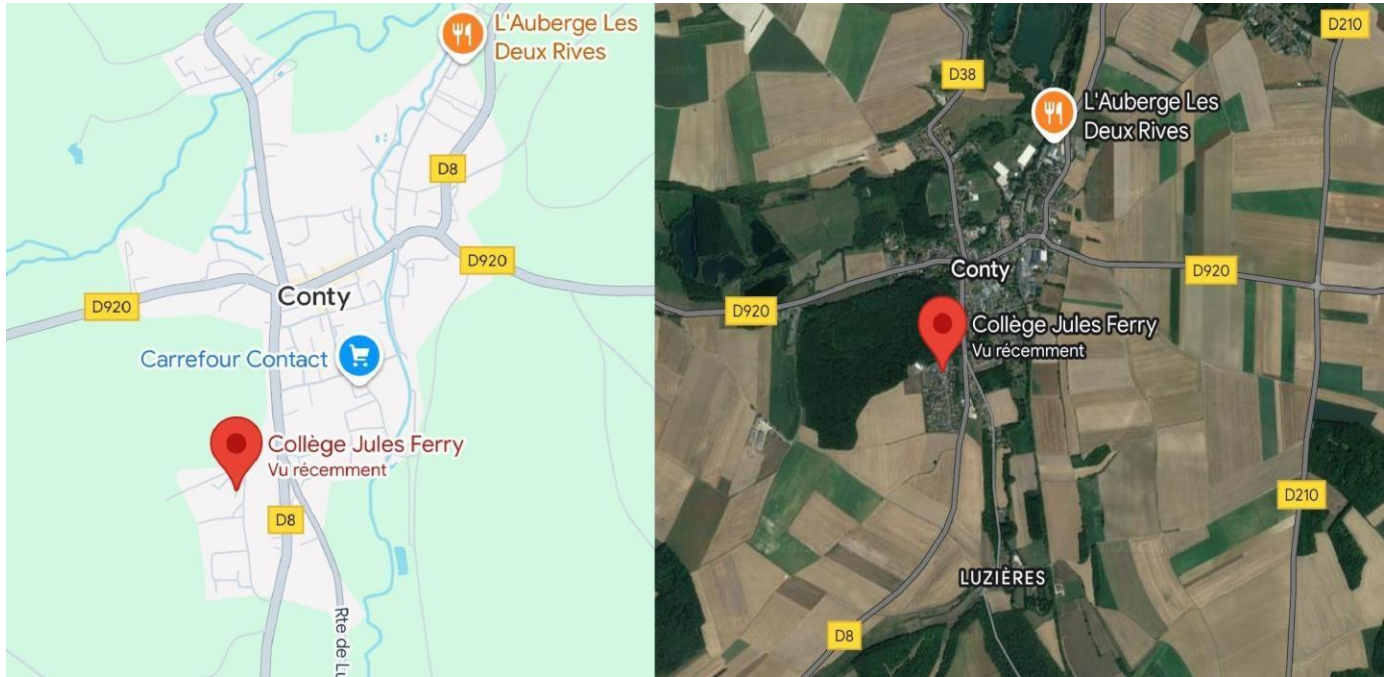 L'Auberge Les
Deux Rives
D8
D920
D920
Conty
Carrefour Contact
Collège Jules Ferry
Vu récemment
D8
Rte de Lu
D210
D38
L'Auberge Les
Deux Rives
Conty
D920
D920
Collège Jules Ferry
Vu récemment
D210
LUZIÈRES
D8